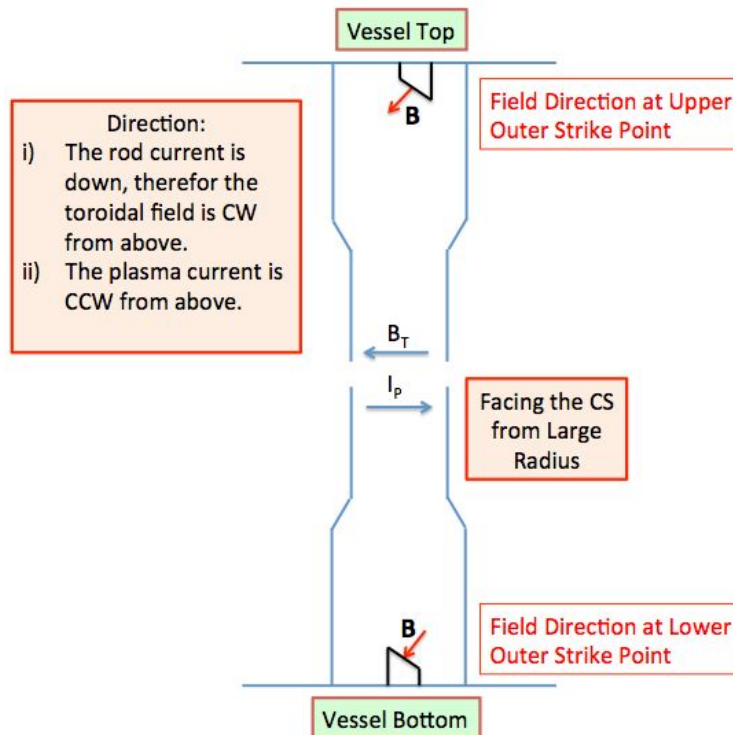 Vessel Top
Field Direction at Upper
Outer Strike Point
B
Direction:
i) The rod current is
down, therefor the
toroidal field is CW
from above.
ii) The plasma current is
CCW from above.
BT
IP
Facing the CS
from Large
Radius
B
Field Direction at Lower
Outer Strike Point
Vessel Bottom